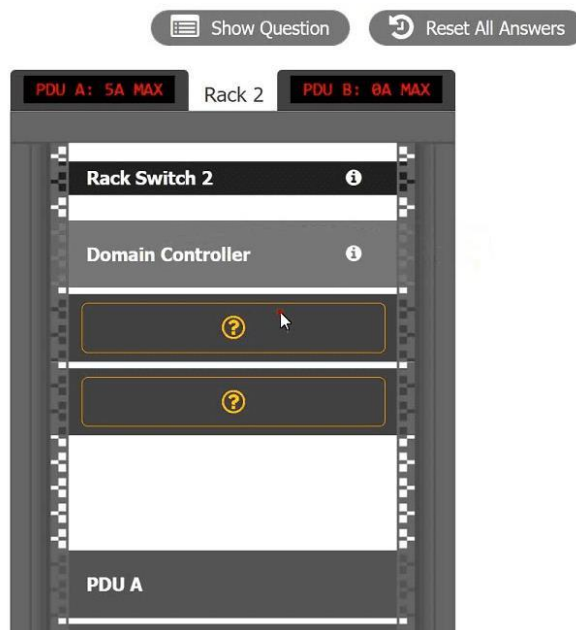 Show Question
Reset All Answers
PDU A: 5A MAX
Rack 2
PDU B: 0A MAX
Rack Switch 2
Domain Controller
?
?
PDU A